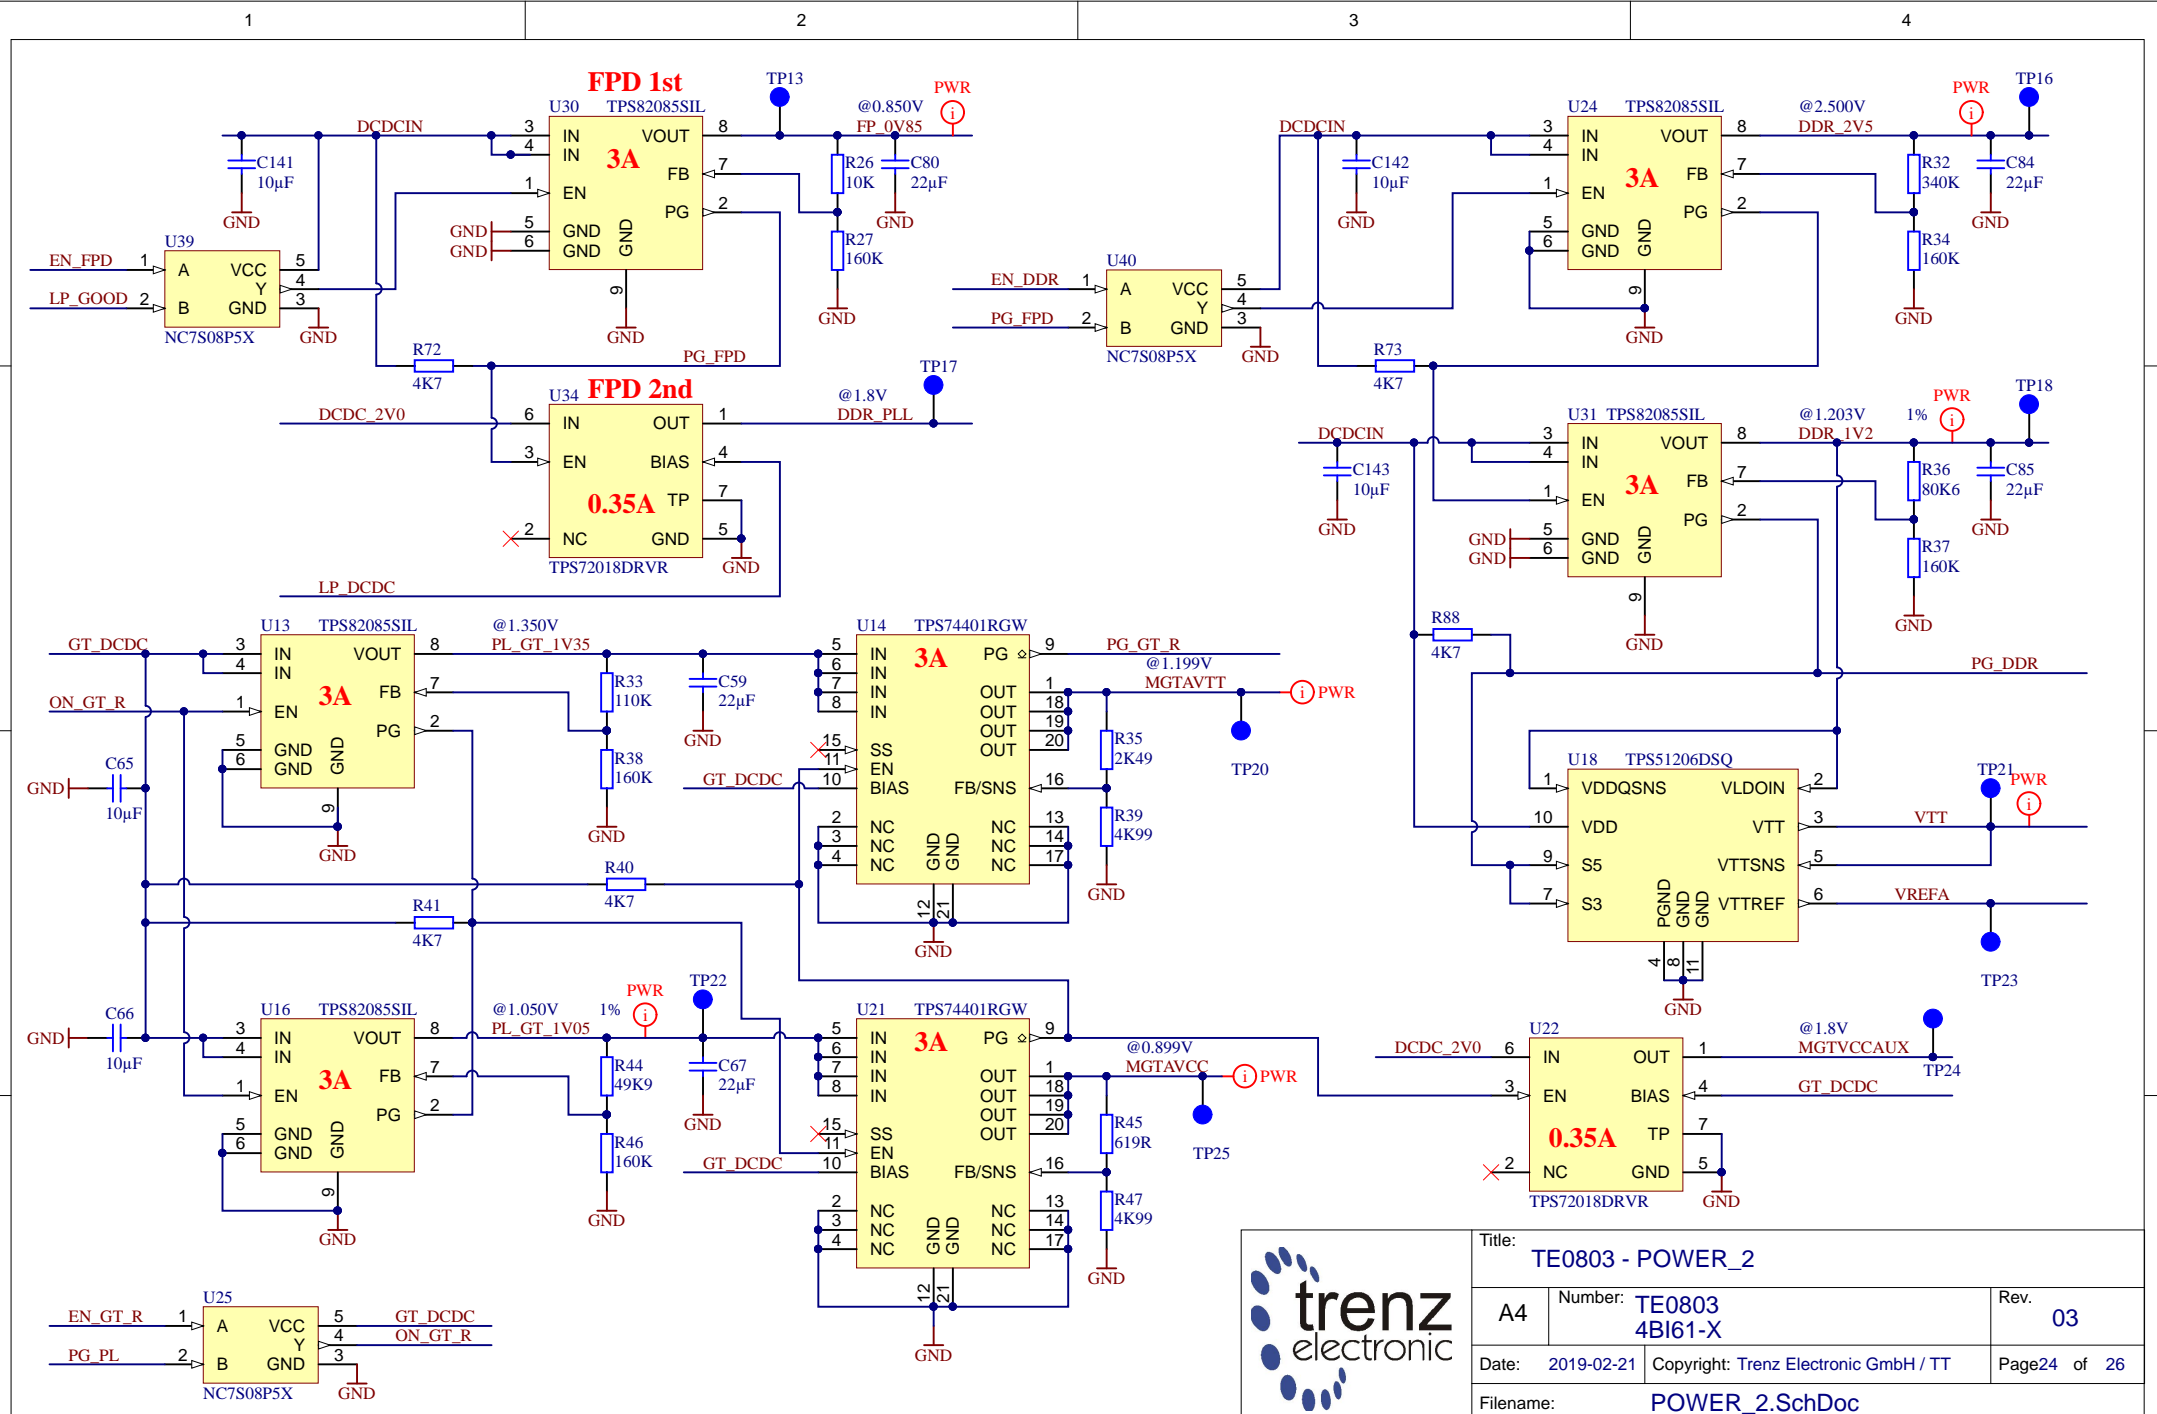 1 2 3 4
FPD 1st
U30 TPS82085SIL
3 IN VOUT 8
4 IN
3A
FB 7
1 EN
PG 2
5 GND
6 GND
GND
9
GND
GND
GND
DCDCIN
C141
10µF
GND
TP13
@0.850V
FP_0V85
PWR
i
R26
10K
C80
22µF
GND
R27
160K
GND
U39
EN_FPD 1 A VCC 5
Y 4
LP_GOOD 2 B GND 3
NC7S08P5X
GND
R72
4K7
PG_FPD
FPD 2nd
U34
DCDC_2V0 6 IN OUT 1
3 EN BIAS 4
0.35A
TP 7
2 NC GND 5
TPS72018DRVR
GND
@1.8V
DDR_PLL
TP17
LP_DCDC
U24 TPS82085SIL
DCDCIN
3 IN VOUT 8
4 IN
3A
FB 7
1 EN
PG 2
5 GND
6 GND
GND
9
GND
C142
10µF
GND
@2.500V
DDR_2V5
PWR
i
TP16
R32
340K
C84
22µF
GND
R34
160K
GND
U40
EN_DDR 1 A VCC 5
Y 4
PG_FPD 2 B GND 3
NC7S08P5X
GND
R73
4K7
U31 TPS82085SIL
DCDCIN
3 IN VOUT 8
4 IN
3A
FB 7
1 EN
PG 2
GND 5 GND
GND 6 GND
GND
9
GND
C143
10µF
GND
@1.203V 1%
DDR_1V2
PWR
i
TP18
R36
80K6
C85
22µF
GND
R37
160K
GND
R88
4K7
PG_DDR
U18 TPS51206DSQ
1 VDDQSNS VLDOIN 2
10 VDD VTT 3
9 S5 VTTSNS 5
7 S3 VTTREF 6
PGND
GND
GND
4
8
11
GND
TP21
PWR
i
VTT
VREFA
TP23
U13 TPS82085SIL
GT_DCDC
3 IN VOUT 8
4 IN
3A
FB 7
ON_GT_R
1 EN
PG 2
5 GND
6 GND
GND
9
GND
C65
10µF
GND
@1.350V
PL_GT_1V35
R33
110K
C59
22µF
GND
R38
160K
GND
U14 TPS74401RGW
5 IN
3A
PG 9
6 IN
7 IN OUT 1
8 IN OUT 18
OUT 19
15 SS OUT 20
11 EN
GT_DCDC 10 BIAS FB/SNS 16
2 NC NC 13
3 NC NC 14
4 NC NC 17
GND
GND
12
21
GND
PG_GT_R
@1.199V
MGTAVTT
i PWR
TP20
R35
2K49
R39
4K99
GND
R40
4K7
R41
4K7
U16 TPS82085SIL
3 IN VOUT 8
4 IN
3A
FB 7
1 EN
PG 2
5 GND
6 GND
GND
9
GND
C66
10µF
GND
@1.050V 1%
PL_GT_1V05
PWR
i
TP22
R44
49K9
C67
22µF
GND
R46
160K
GND
U21 TPS74401RGW
5 IN
3A
PG 9
6 IN
7 IN OUT 1
8 IN OUT 18
OUT 19
15 SS OUT 20
11 EN
GT_DCDC 10 BIAS FB/SNS 16
2 NC NC 13
3 NC NC 14
4 NC NC 17
GND
GND
12
21
GND
@0.899V
MGTAVCC
i PWR
TP25
R45
619R
R47
4K99
GND
U22
DCDC_2V0 6 IN OUT 1
3 EN BIAS 4
0.35A
TP 7
2 NC GND 5
TPS72018DRVR
GND
@1.8V
MGTVCCAUX
TP24
GT_DCDC
U25
EN_GT_R 1 A VCC 5 GT_DCDC
Y 4 ON_GT_R
PG_PL 2 B GND 3
NC7S08P5X
GND
trenz
electronic
Title:
TE0803 - POWER_2
A4
Number: TE0803
4BI61-X
Rev.
03
Date: 2019-02-21
Copyright: Trenz Electronic GmbH / TT
Page24 of 26
Filename: POWER_2.SchDoc